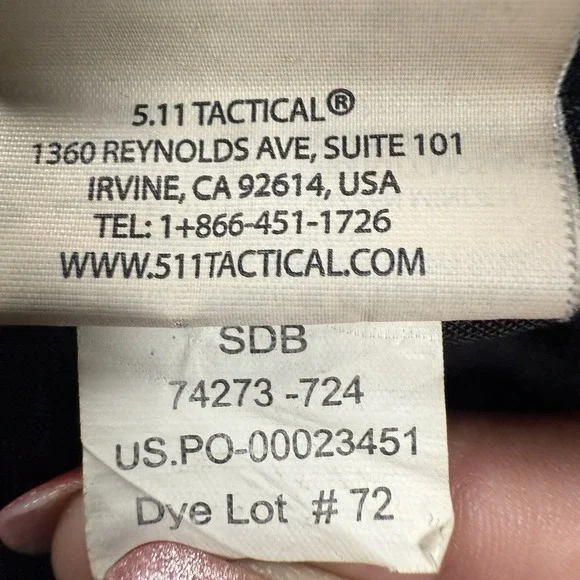 5.11 TACTICAL®
1360 REYNOLDS AVE, SUITE 101
IRVINE, CA 92614, USA
TEL: 1+866-451-1726
WWW.511TACTICAL.COM
SDB
74273 -724
US.PO-00023451
Dye Lot # 72